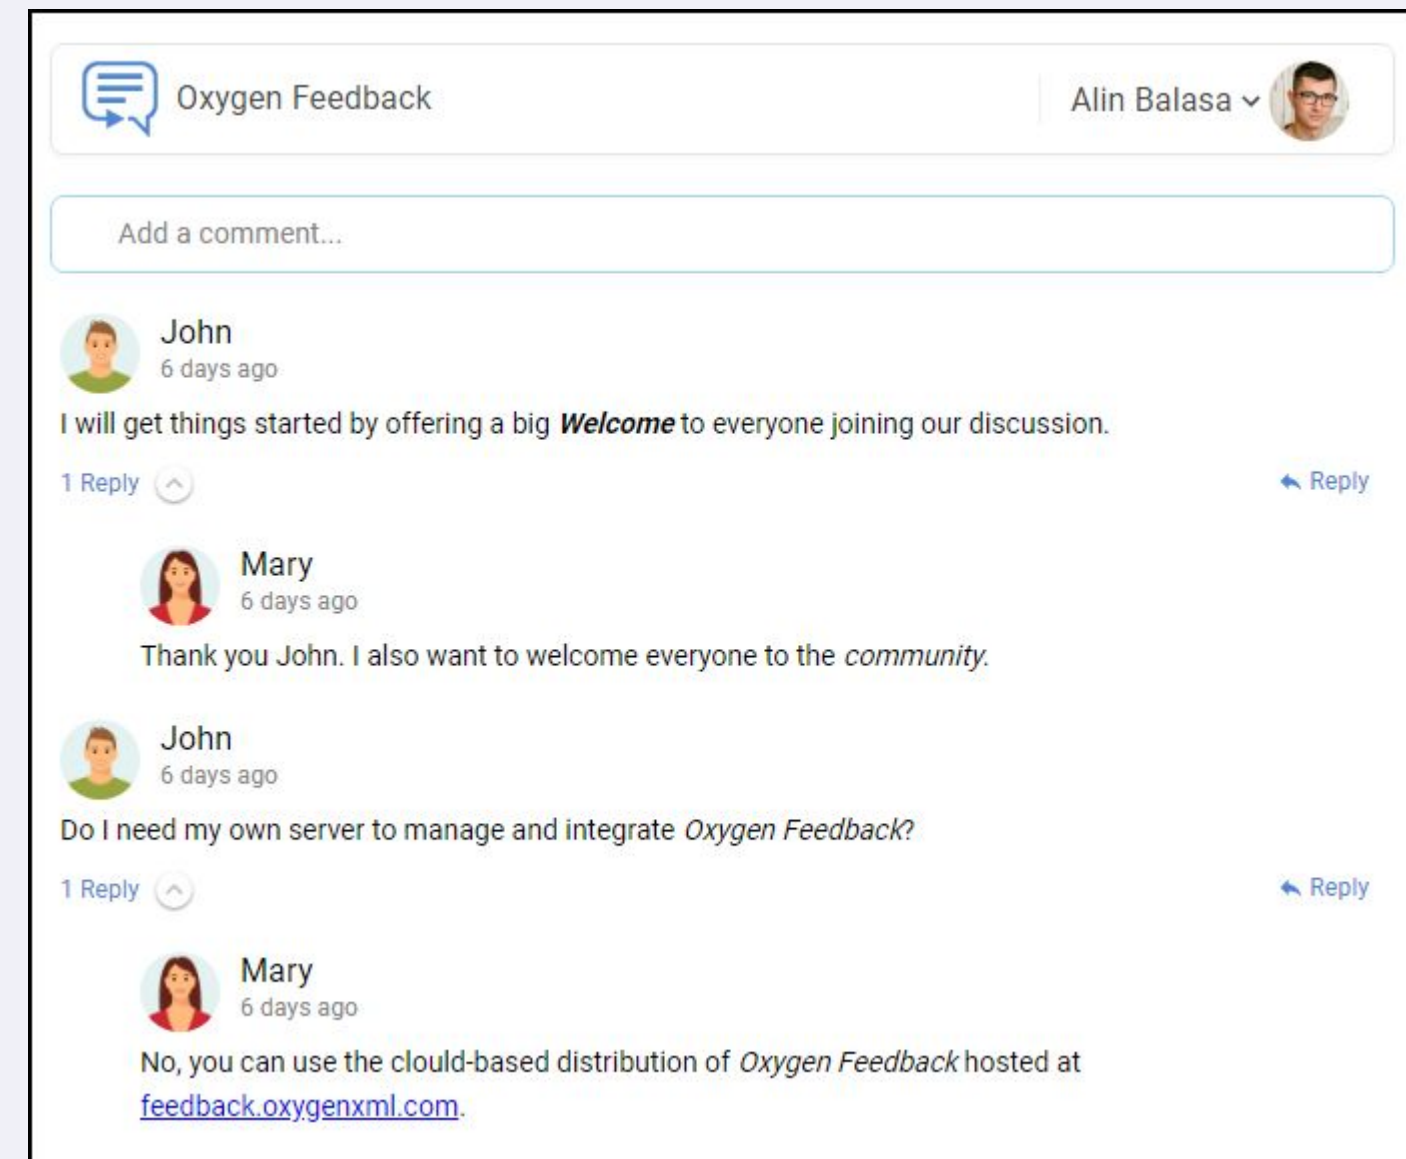 Oxygen Feedback
Alin Balasa
Add a comment...
John
6 days ago
I will get things started by offering a big Welcome to everyone joining our discussion.
1 Reply
Reply
Mary
6 days ago
Thank you John. I also want to welcome everyone to the community.
John
6 days ago
Do I need my own server to manage and integrate Oxygen Feedback?
1 Reply
Reply
Mary
6 days ago
No, you can use the clould-based distribution of Oxygen Feedback hosted at
feedback.oxygenxml.com.